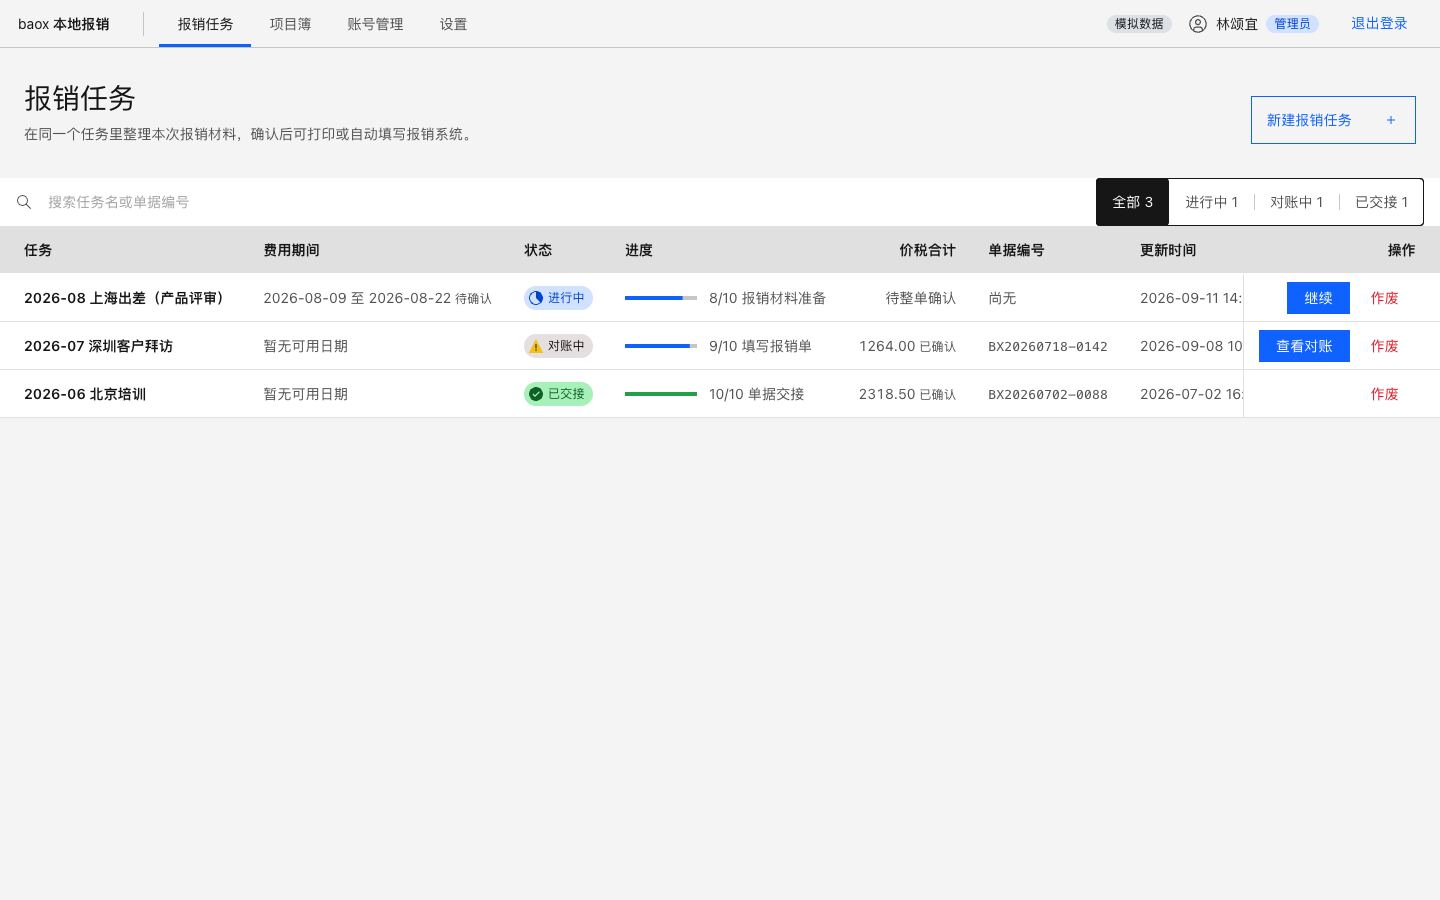 baox 本地报销 报销任务 项目簿 账号管理 设置 模拟数据 林颂宜 管理员 退出登录
报销任务
在同一个任务里整理本次报销材料，确认后可打印或自动填写报销系统。
新建报销任务 +
搜索任务名或单据编号 全部 3 进行中 1 对账中 1 已交接 1
任务 费用期间 状态 进度 价税合计 单据编号 更新时间 操作
2026-08 上海出差（产品评审） 2026-08-09 至 2026-08-22 待确认 进行中 8/10 报销材料准备 待整单确认 尚无 2026-09-11 14: 继续 作废
2026-07 深圳客户拜访 暂无可用日期 对账中 9/10 填写报销单 1264.00 已确认 BX20260718-0142 2026-09-08 10 查看对账 作废
2026-06 北京培训 暂无可用日期 已交接 10/10 单据交接 2318.50 已确认 BX20260702-0088 2026-07-02 16: 作废